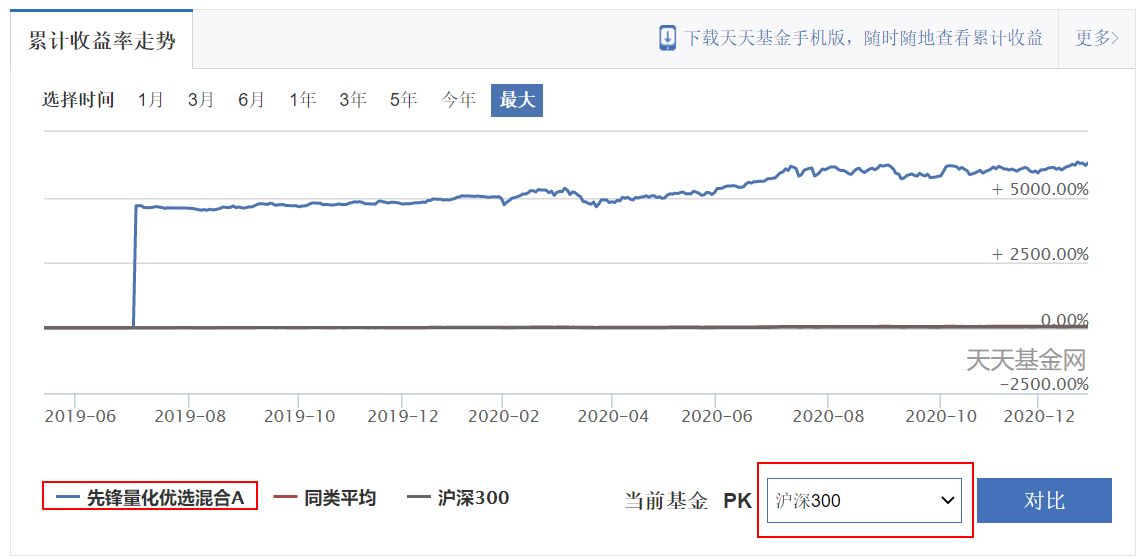 累计收益率走势
下载天天基金手机版，随时随地查看累计收益
更多>
选择时间 1月 3月 6月 1年 3年 5年 今年 最大
+ 5000.00%
+ 2500.00%
0.00%
天天基金网
-2500.00%
2019-06 2019-08 2019-10 2019-12 2020-02 2020-04 2020-06 2020-08 2020-10 2020-12
先锋量化优选混合A 同类平均 沪深300 当前基金 PK 沪深300 对比